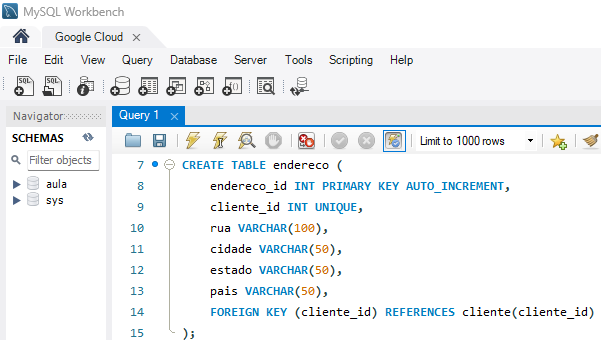 MySQL Workbench
Google Cloud
File Edit View Query Database Server Tools Scripting Help
SQL SQL
Navigator
SCHEMAS
Filter objects
aula
sys
Query 1
Limit to 1000 rows
7 CREATE TABLE endereco (
8 endereco_id INT PRIMARY KEY AUTO_INCREMENT,
9 cliente_id INT UNIQUE,
10 rua VARCHAR(100),
11 cidade VARCHAR(50),
12 estado VARCHAR(50),
13 pais VARCHAR(50),
14 FOREIGN KEY (cliente_id) REFERENCES cliente(cliente_id)
15 );